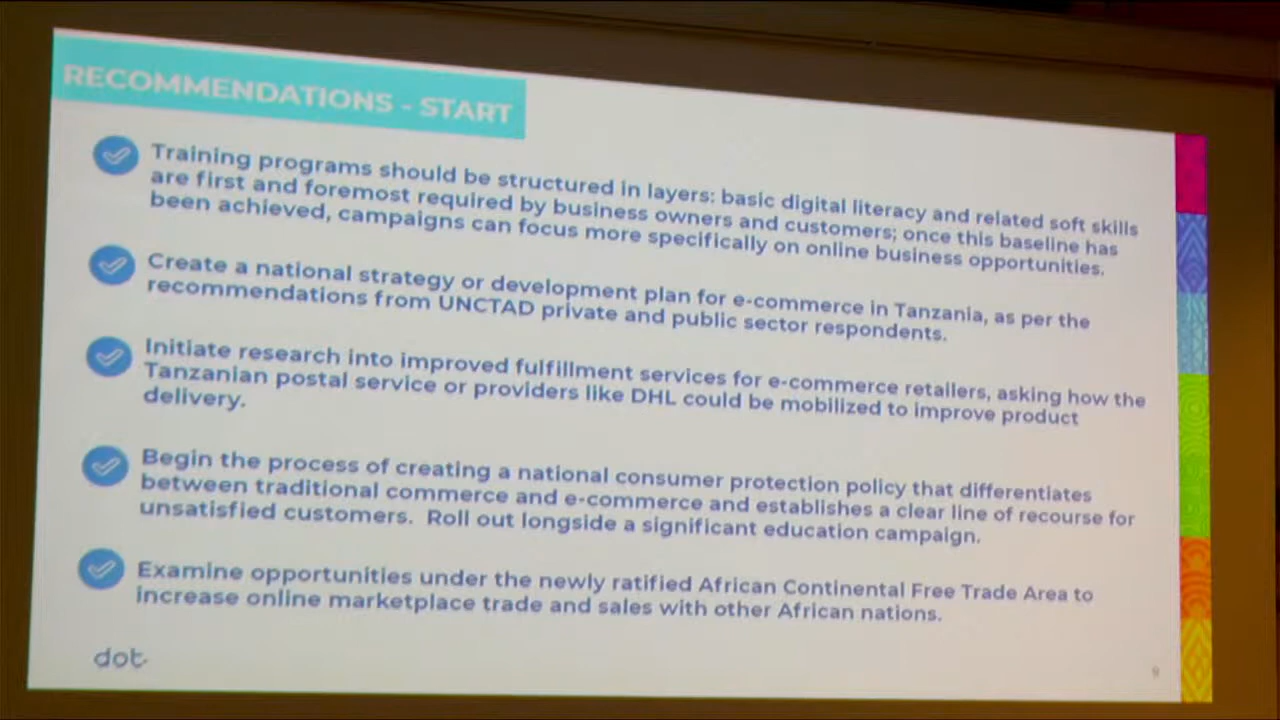 RECOMMENDATIONS - START
Training programs should be structured in layers: basic digital literacy and related soft skills
are first and foremost required by business owners and customers; once this baseline has
been achieved, campaigns can focus more specifically on online business opportunities.
Create a national strategy or development plan for e-commerce in Tanzania, as per the
recommendations from UNCTAD private and public sector respondents.
Initiate research into improved fulfillment services for e-commerce retailers, asking how the
Tanzanian postal service or providers like DHL could be mobilized to improve product
delivery.
Begin the process of creating a national consumer protection policy that differentiates
between traditional commerce and e-commerce and establishes a clear line of recourse for
unsatisfied customers. Roll out longside a significant education campaign.
Examine opportunities under the newly ratified African Continental Free Trade Area to
increase online marketplace trade and sales with other African nations.
dot